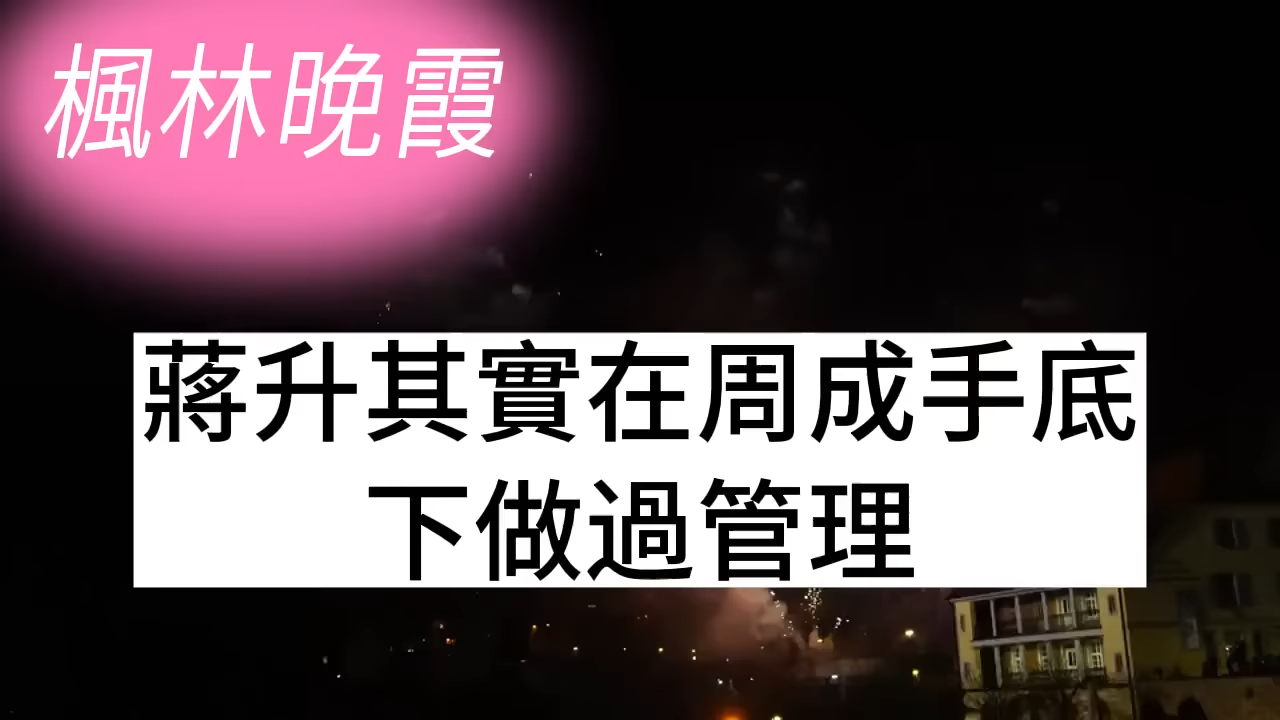 楓林晚霞
蔣升其實在周成手底
下做過管理